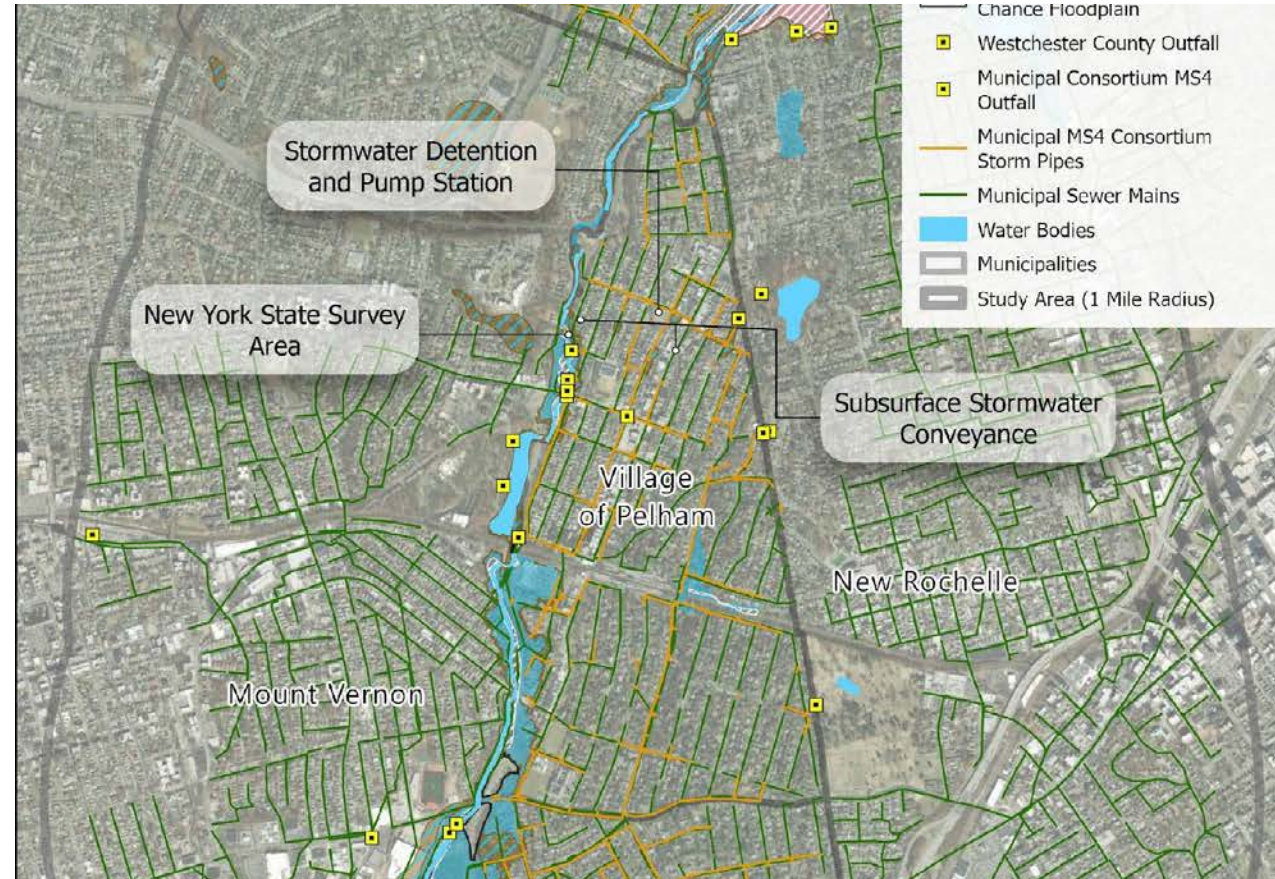 Chance Floodplain
Westchester County Outfall
Municipal Consortium MS4
Outfall
Municipal MS4 Consortium
Storm Pipes
Municipal Sewer Mains
Water Bodies
Municipalities
Study Area (1 Mile Radius)
Stormwater Detention
and Pump Station
New York State Survey
Area
Subsurface Stormwater
Conveyance
Village
of Pelham
New Rochelle
Mount Vernon